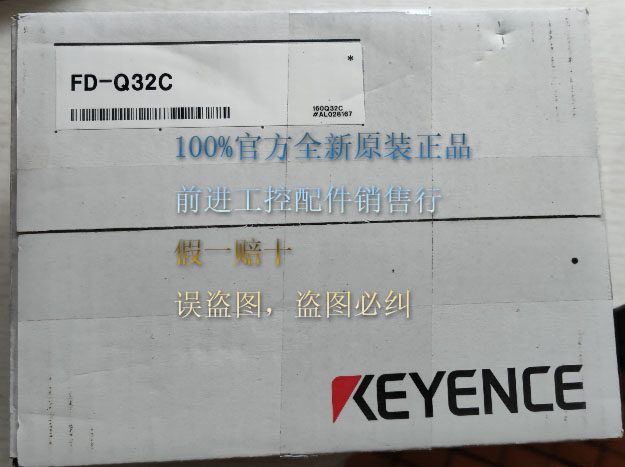 *
FD-Q32C
160Q32C
#AL026167
100%官方全新原装正品
前进工控配件销售行
假一赔十
误盗图，盗图必纠
KEYENCE